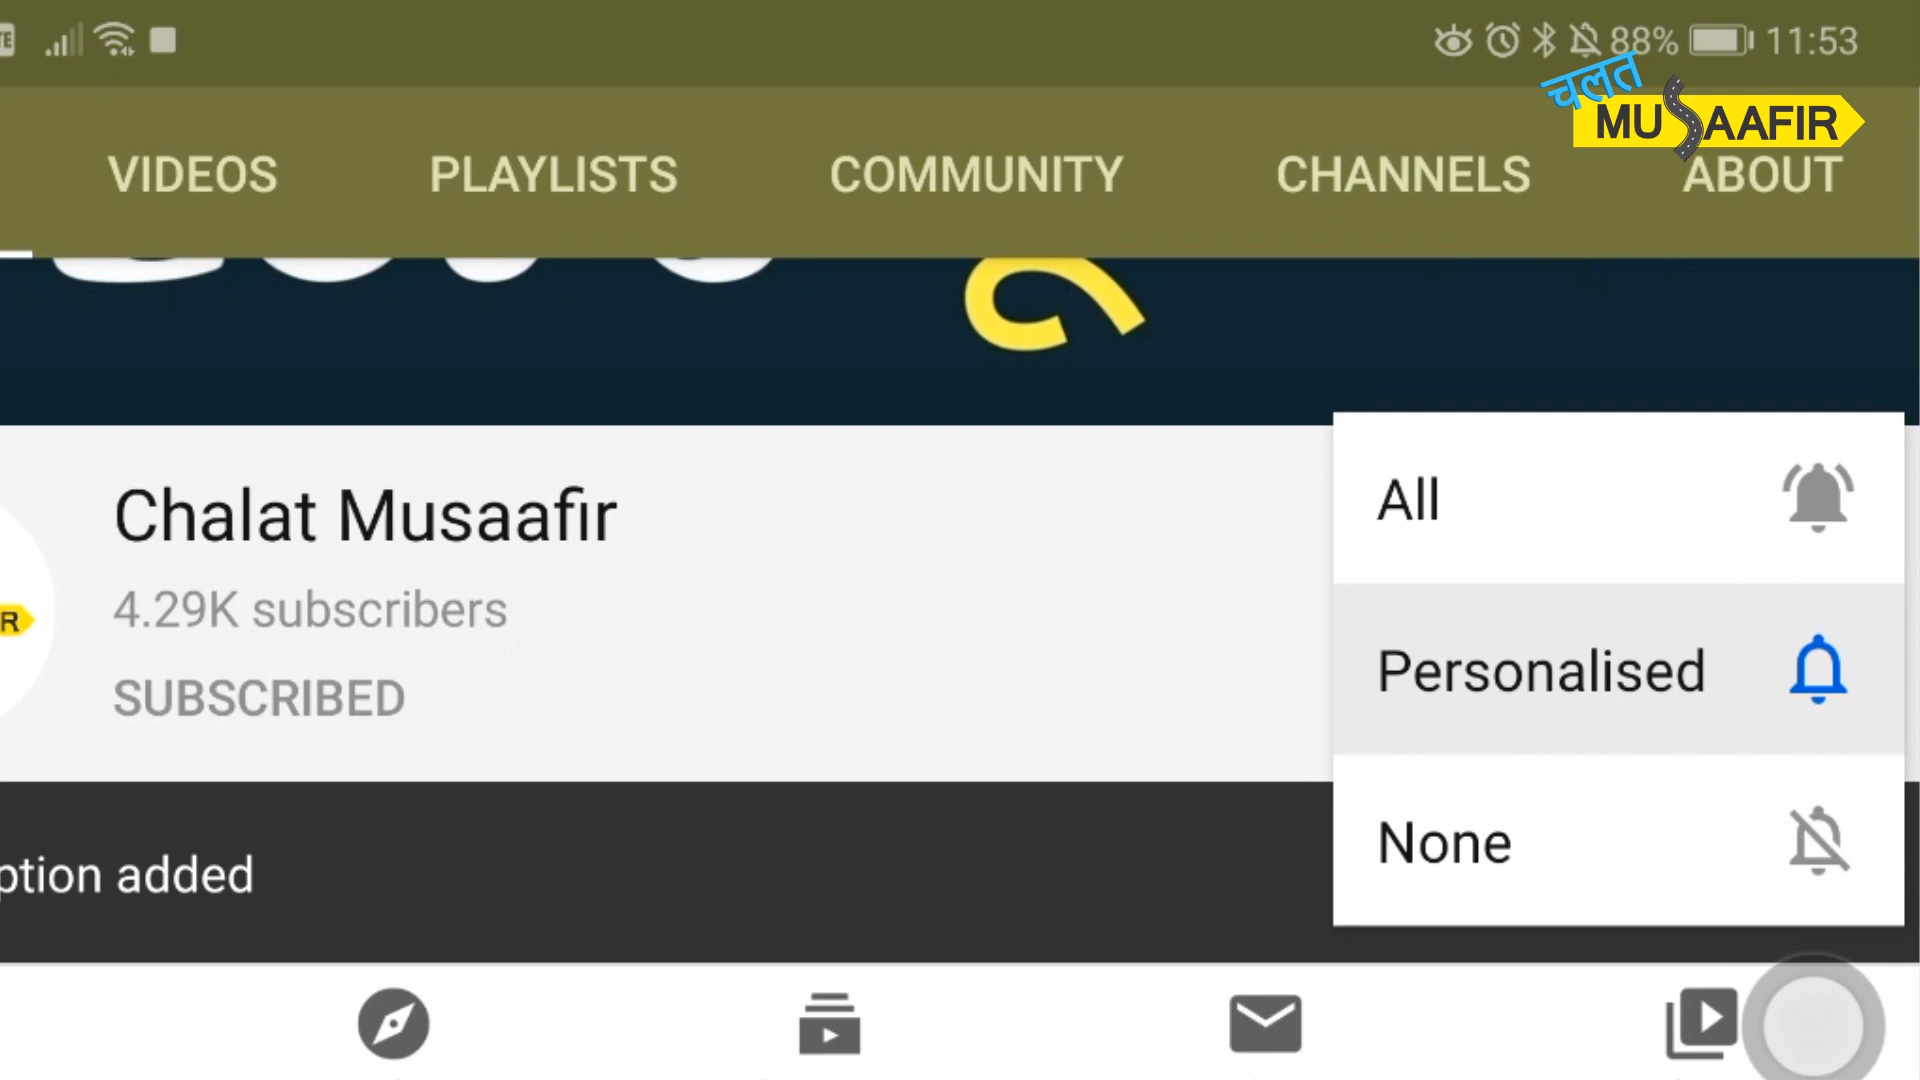 88% 11:53
चलत
MUSAAFIR
VIDEOS PLAYLISTS COMMUNITY CHANNELS ABOUT
Chalat Musaafir
4.29K subscribers
SUBSCRIBED
R
All
Personalised
None
ption added